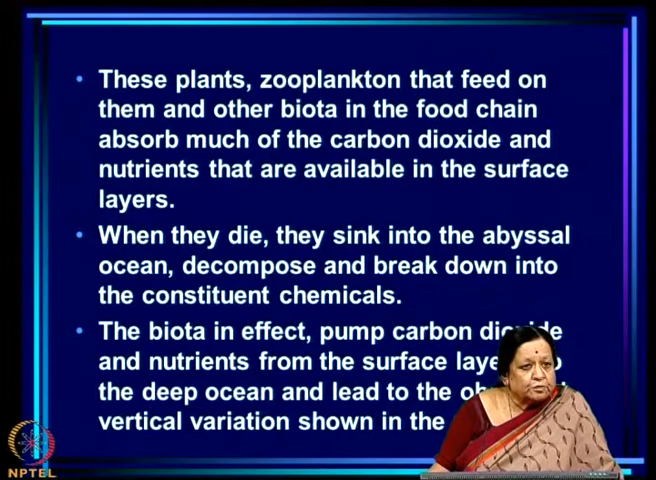 These plants, zooplankton that feed on
them and other biota in the food chain
absorb much of the carbon dioxide and
nutrients that are available in the surface
layers.
When they die, they sink into the abyssal
ocean, decompose and break down into
the constituent chemicals.
The biota in effect, pump carbon dioxide
and nutrients from the surface
the deep ocean and lead to the
vertical variation shown in the
NPTEL